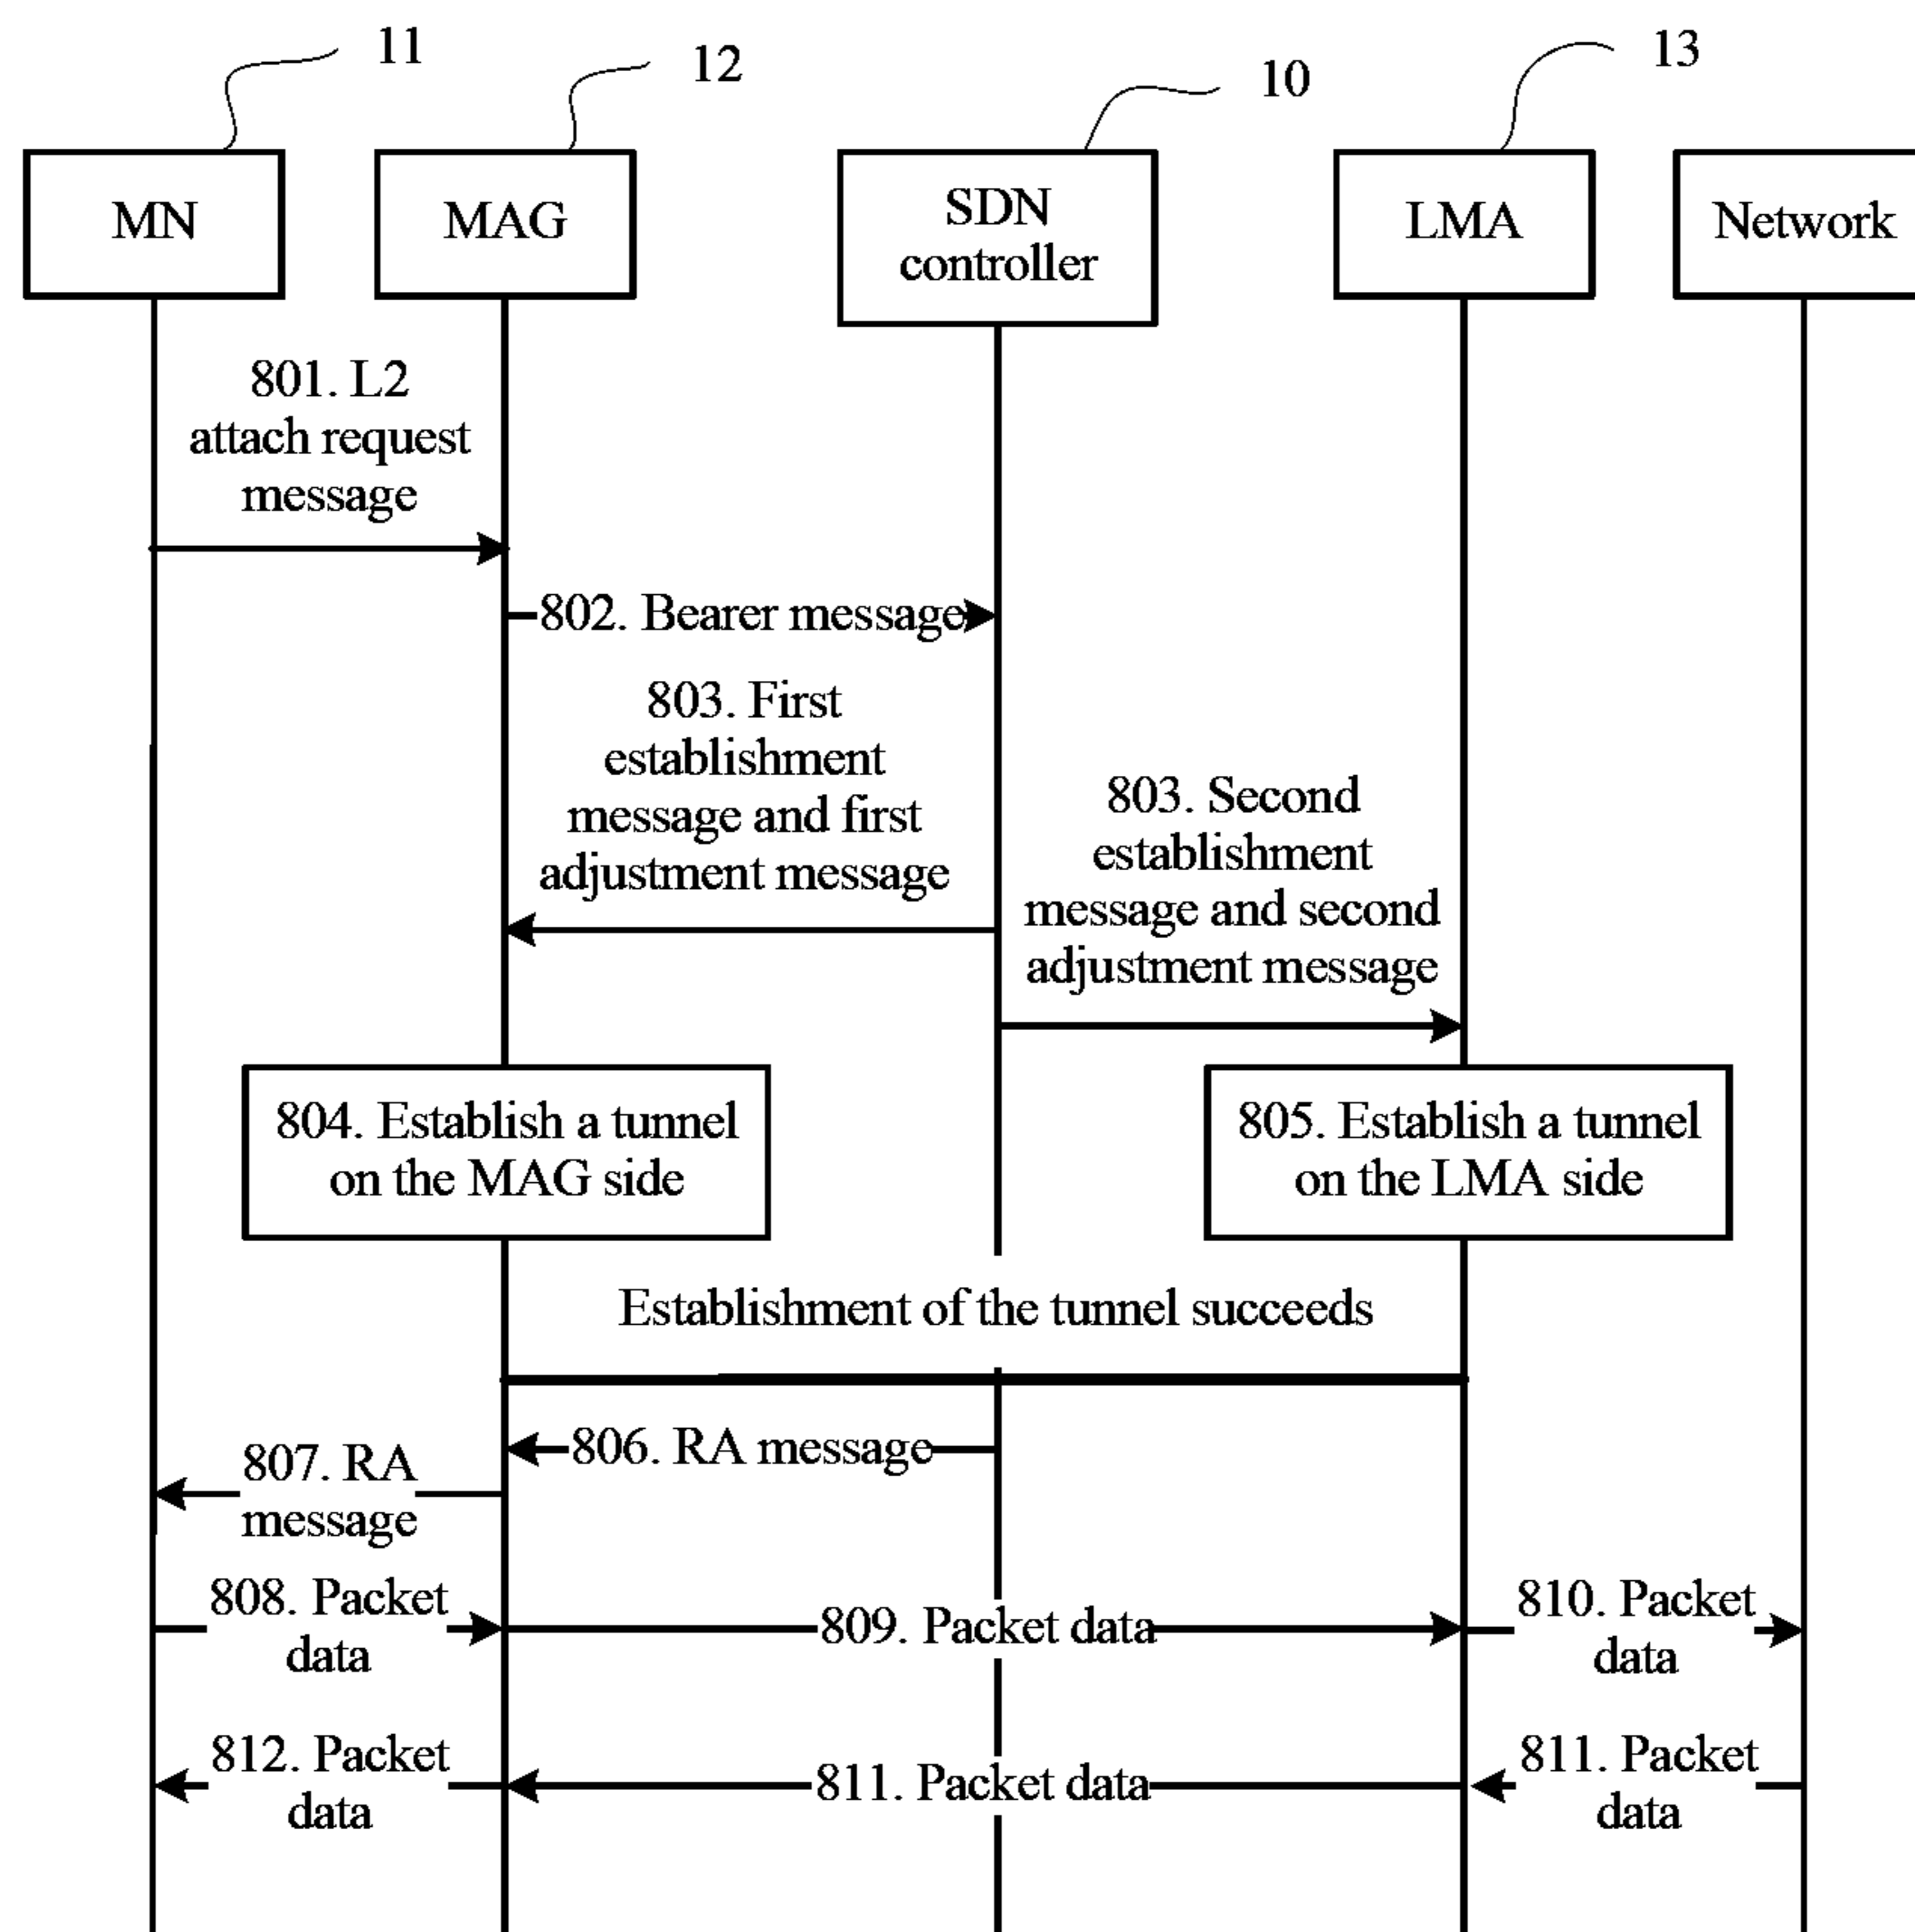 11
12
10
13
MN
MAG
SDN
controller
LMA
Network
801. L2
attach request
message
802. Bearer message
803. First
establishment
message and first
adjustment message
803. Second
establishment
message and second
adjustment message
804. Establish a tunnel
on the MAG side
805. Establish a tunnel
on the LMA side
Establishment of the tunnel succeeds
806. RA message
807. RA
message
808. Packet
data
809. Packet data
810. Packet
data
812. Packet
data
811. Packet data
811. Packet
data